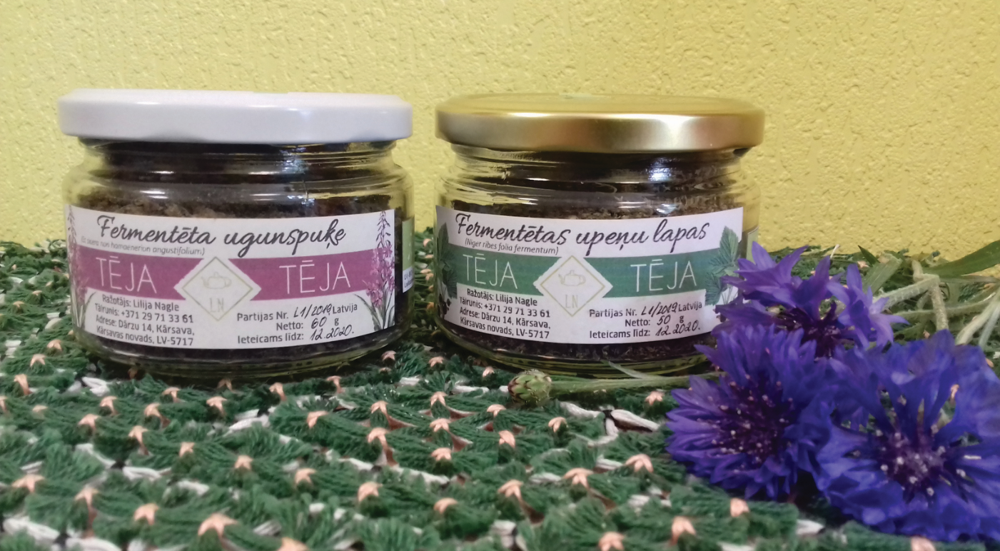 Fermentēta ugunspuķe
non homaenerion angustifolium)
TĒJA TĒJA
LN
Ražotājs: Lilija Nagle
Tālrunis: +371 29 71 33 61
Adrese: Dārzu 14, Kārsava,
Kārsavas novads, LV-5717
Partijas Nr. L1/2019 Latvija
Netto: 60 g
Ieteicams līdz: 12.2020.
Fermentētas upeņu lapas
(Niger ribes folia fermentum)
TĒJA TĒJA
LN
Ražotājs: Lilija Nagle
Tālrunis: +371 29 71 33 61
Adrese: Dārzu 14, Kārsava,
Kārsavas novads, LV-5717
Partijas Nr. L1/2019 Latvija
Netto: 50 g
Ieteicams līdz: 12.2020.